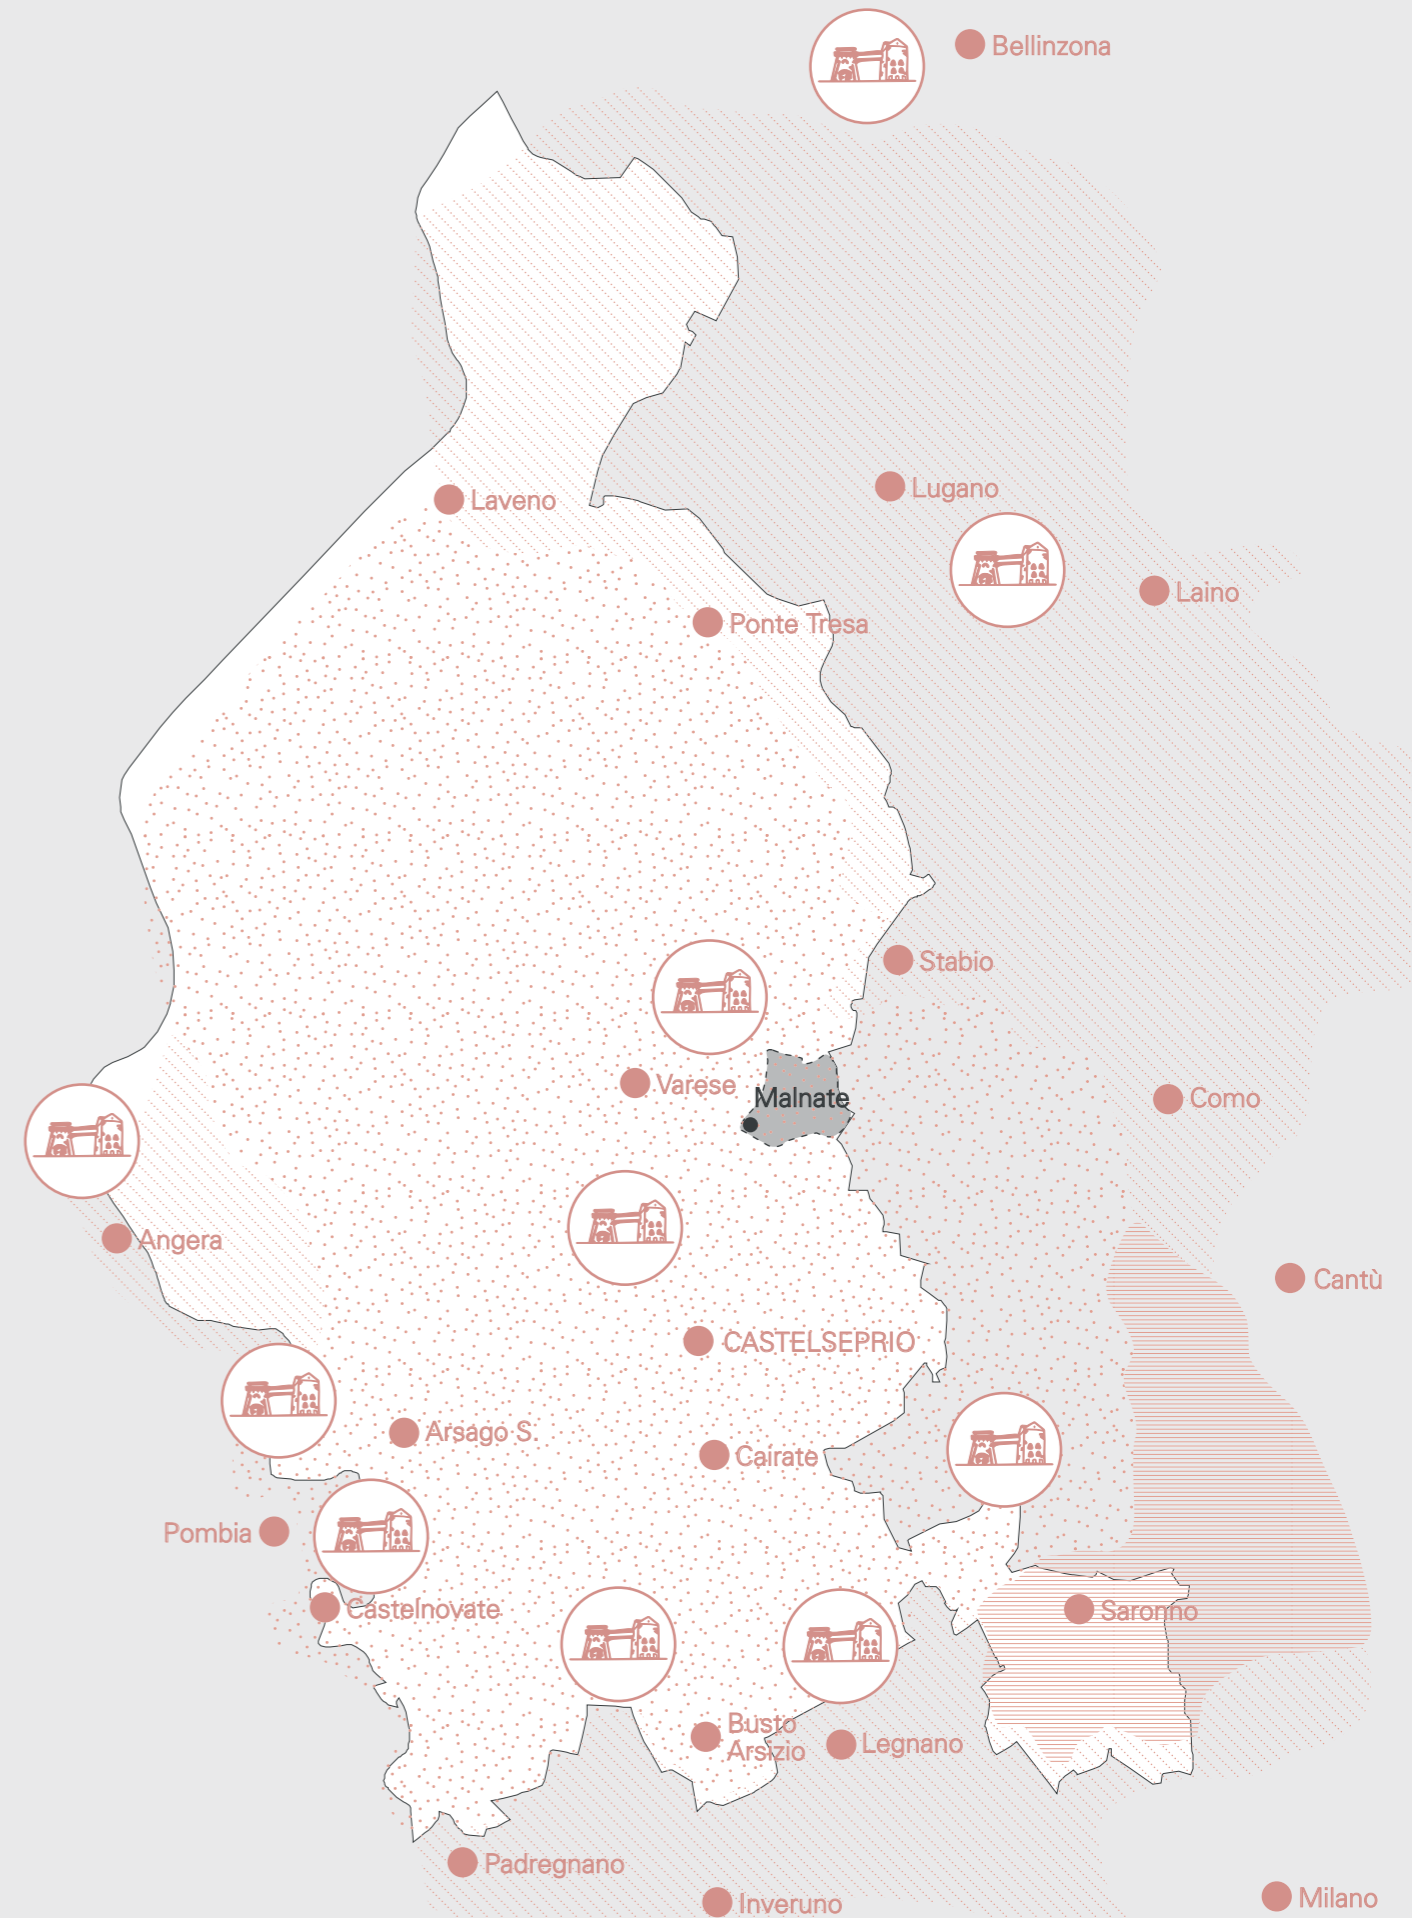 Bellinzona
Lugano
Laveno
Laino
Ponte Tresa
Stabio
Varese
Malnate
Como
Angera
Cantù
CASTELSEPRIO
Arsago S.
Cairate
Pombia
Castelnovate
Saronno
Busto
Arsizio
Legnano
Padregnano
Inveruno
Milano